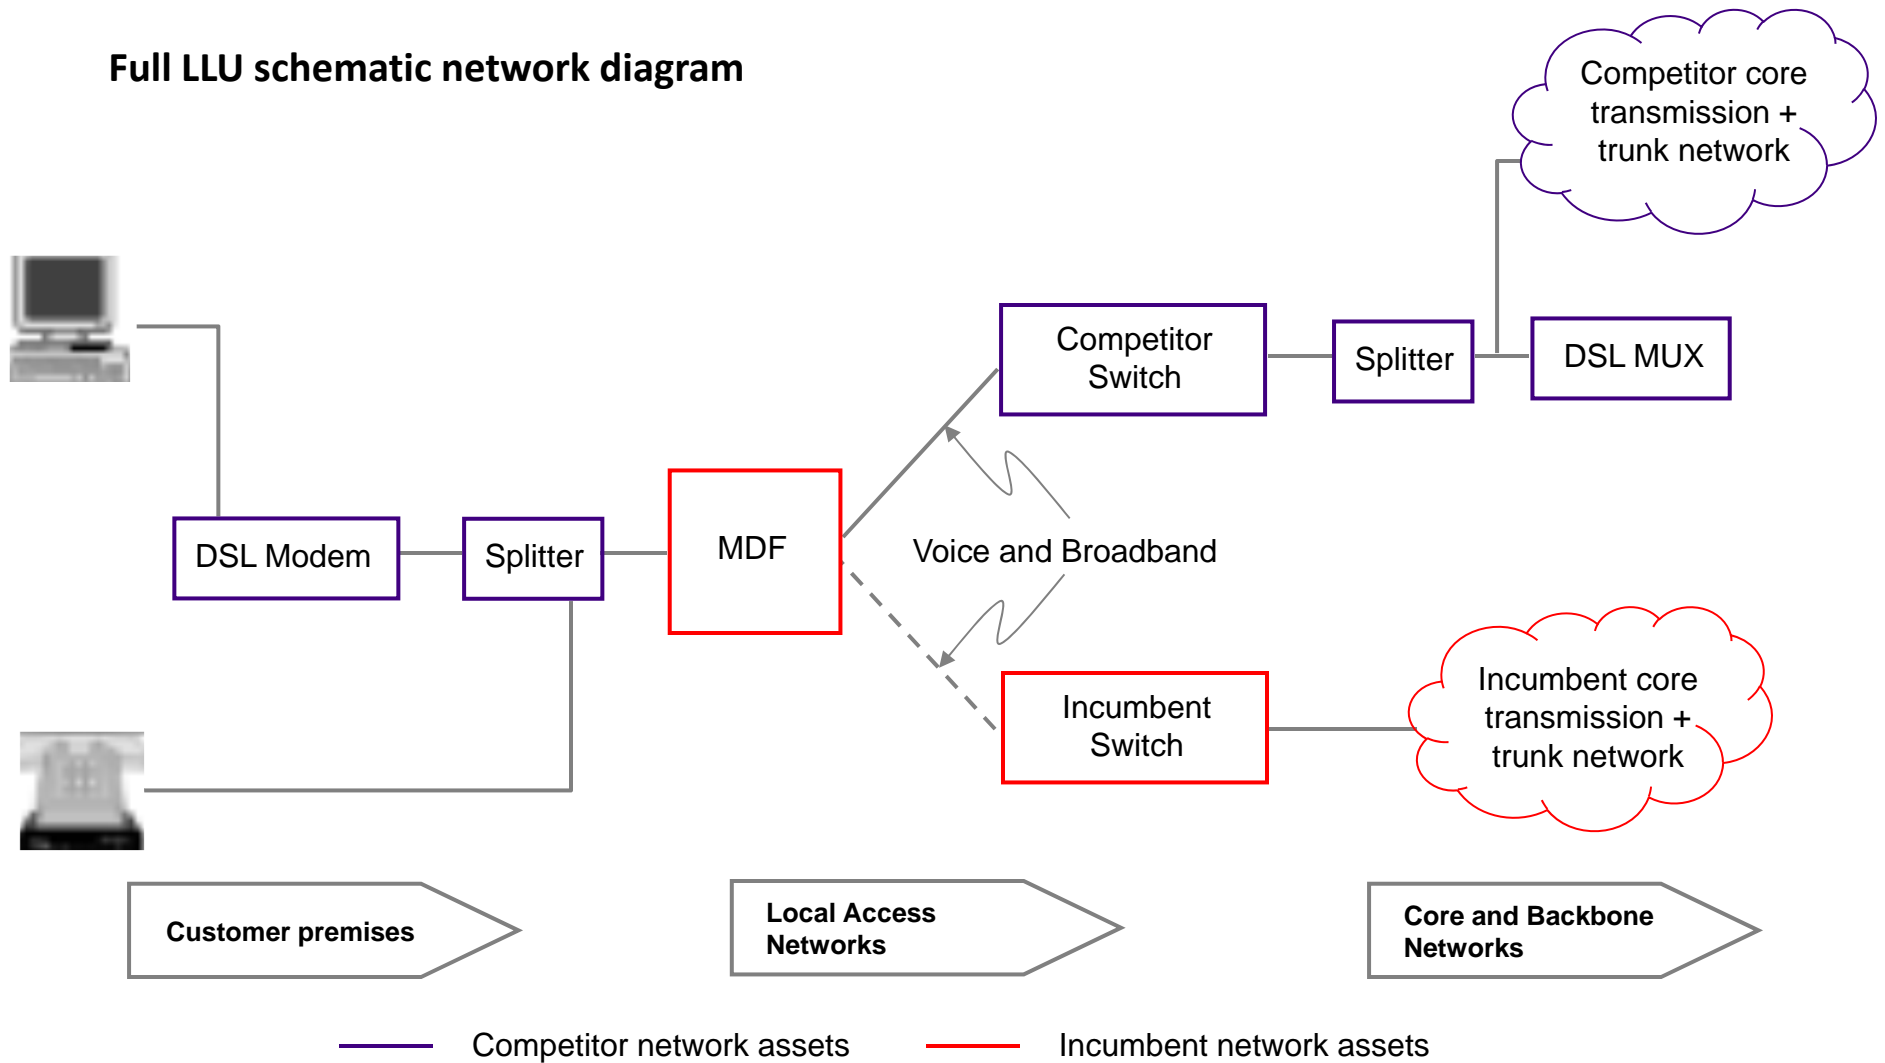 Full LLU schematic network diagram
Competitor core
transmission +
trunk network
Competitor
Switch
Splitter
DSL MUX
DSL Modem
Splitter
MDF
Voice and Broadband
Incumbent
Switch
Incumbent core
transmission +
trunk network
Customer premises
Local Access
Networks
Core and Backbone
Networks
Competitor network assets
Incumbent network assets